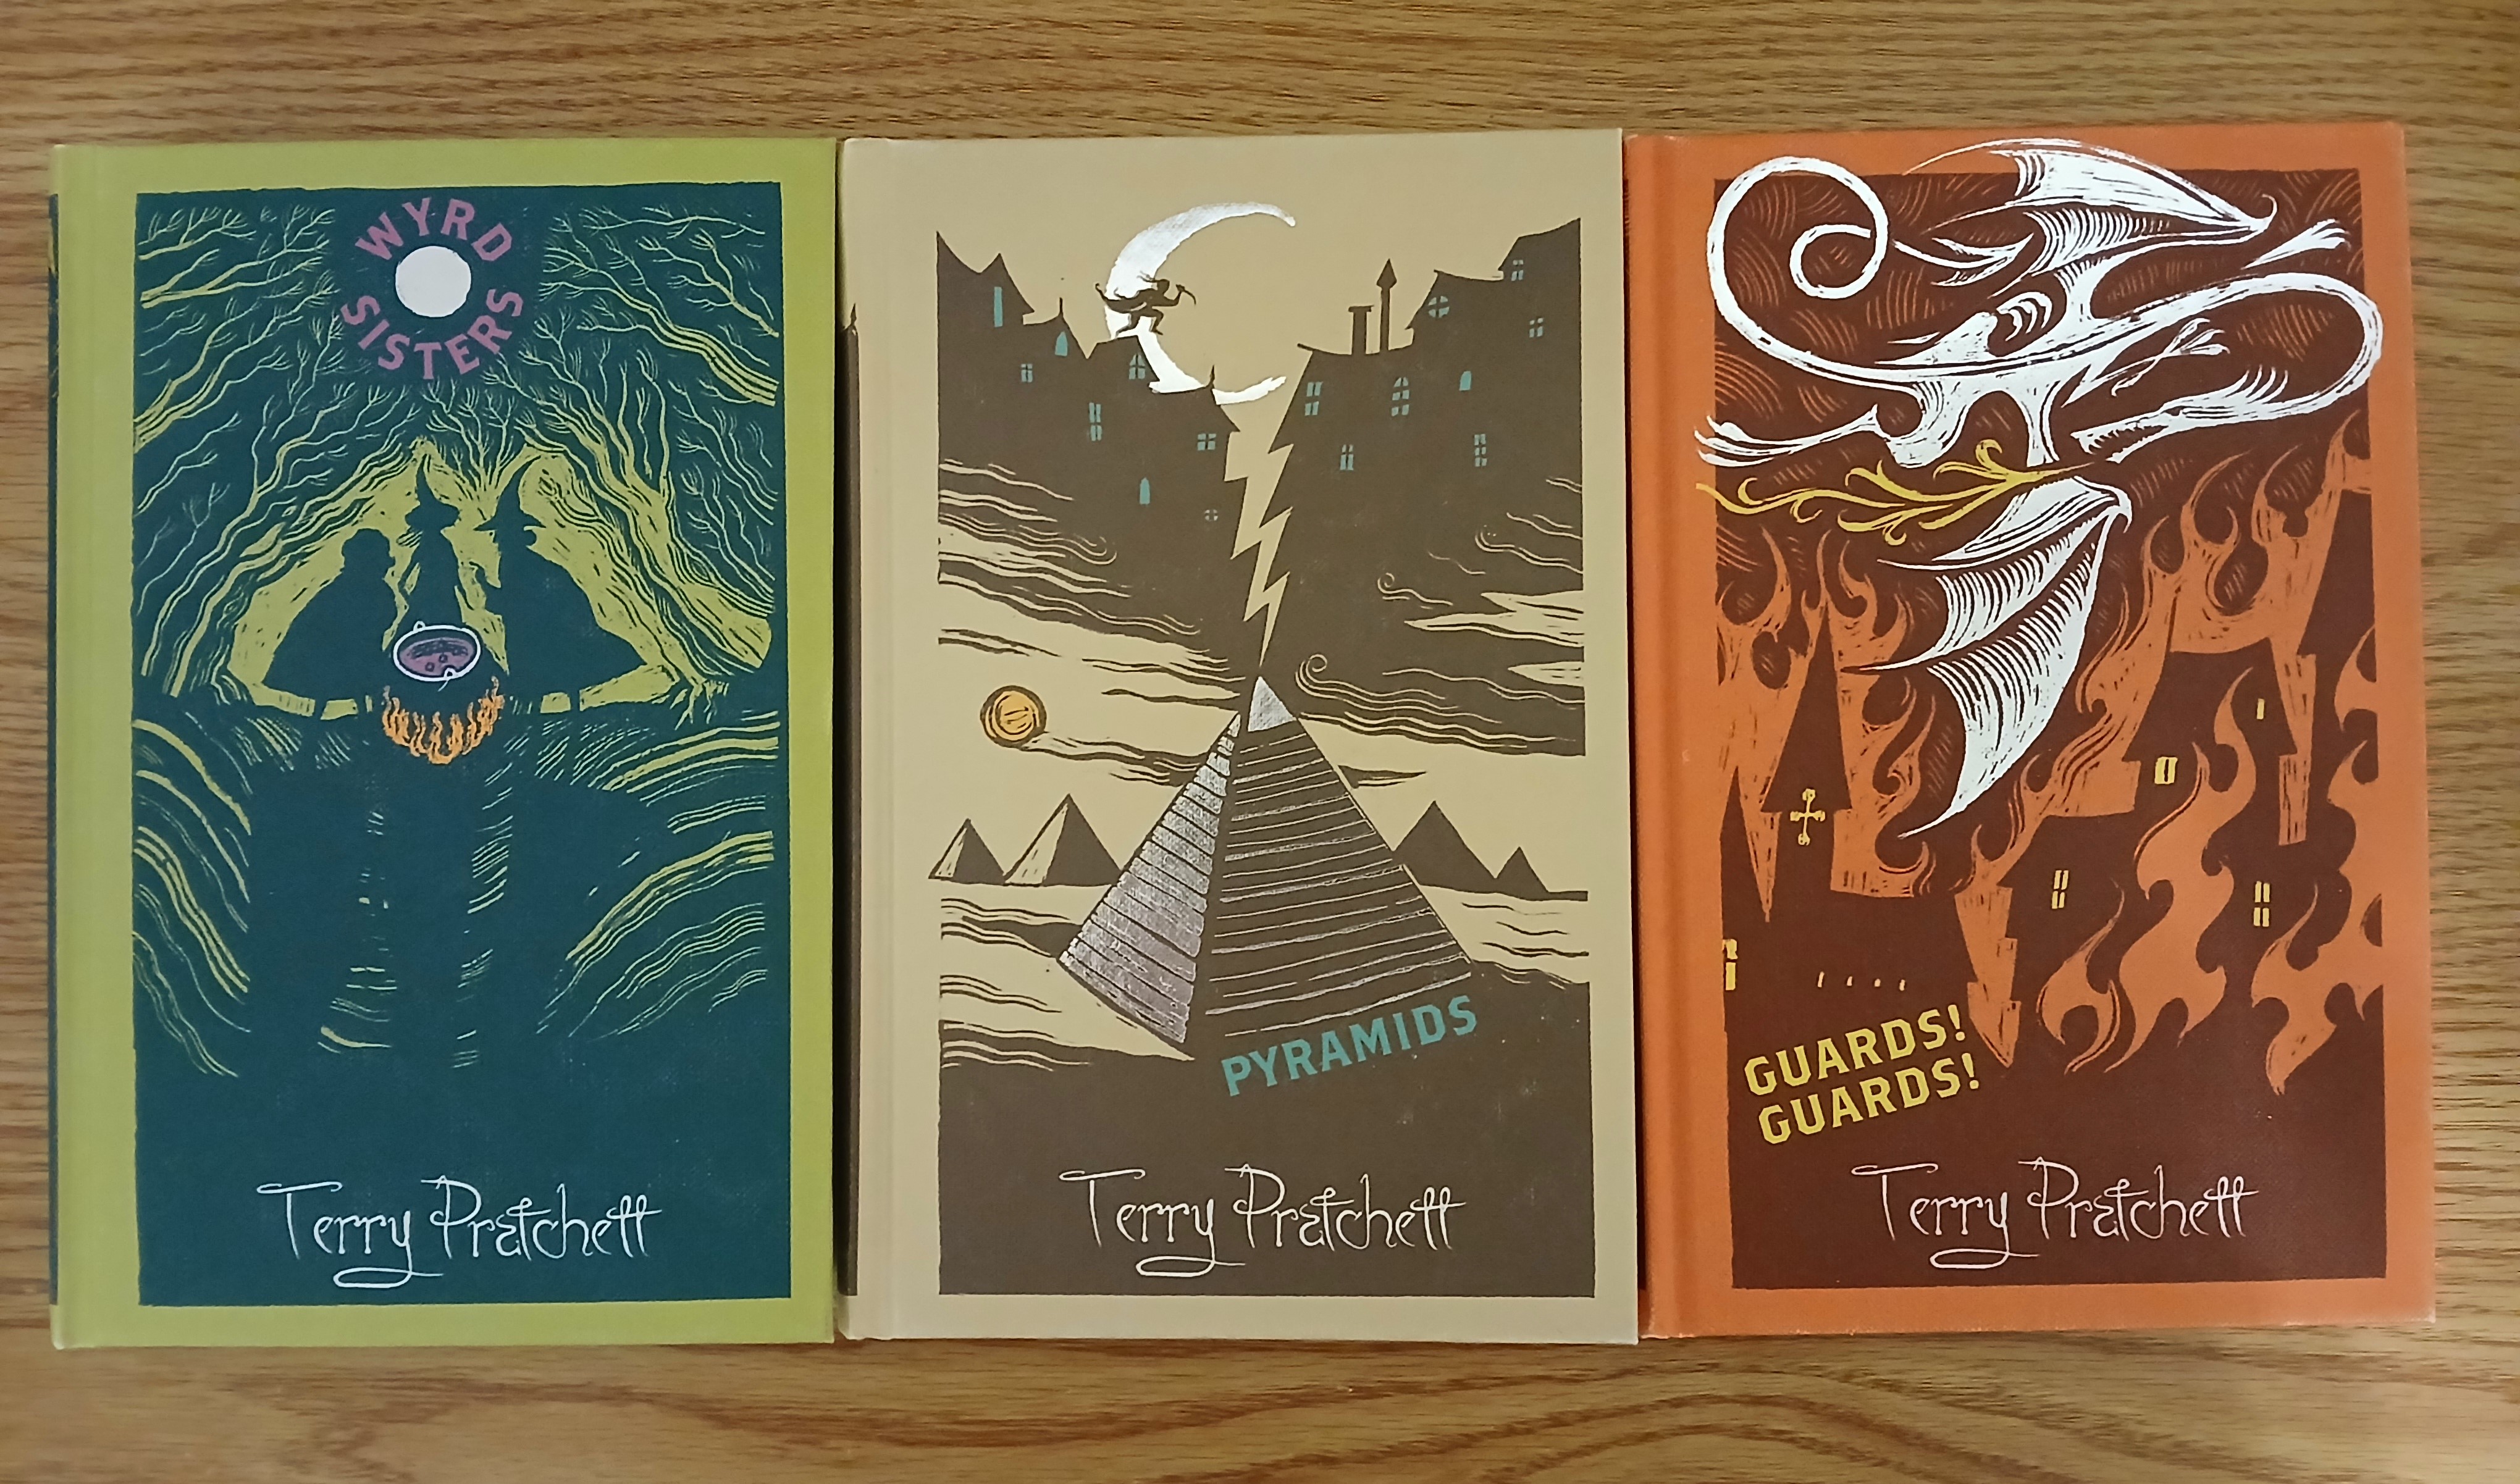 WYRD
SISTERS
Terry Pratchett
PYRAMIDS
Terry Pratchett
GUARDS!
GUARDS!
Terry Pratchett